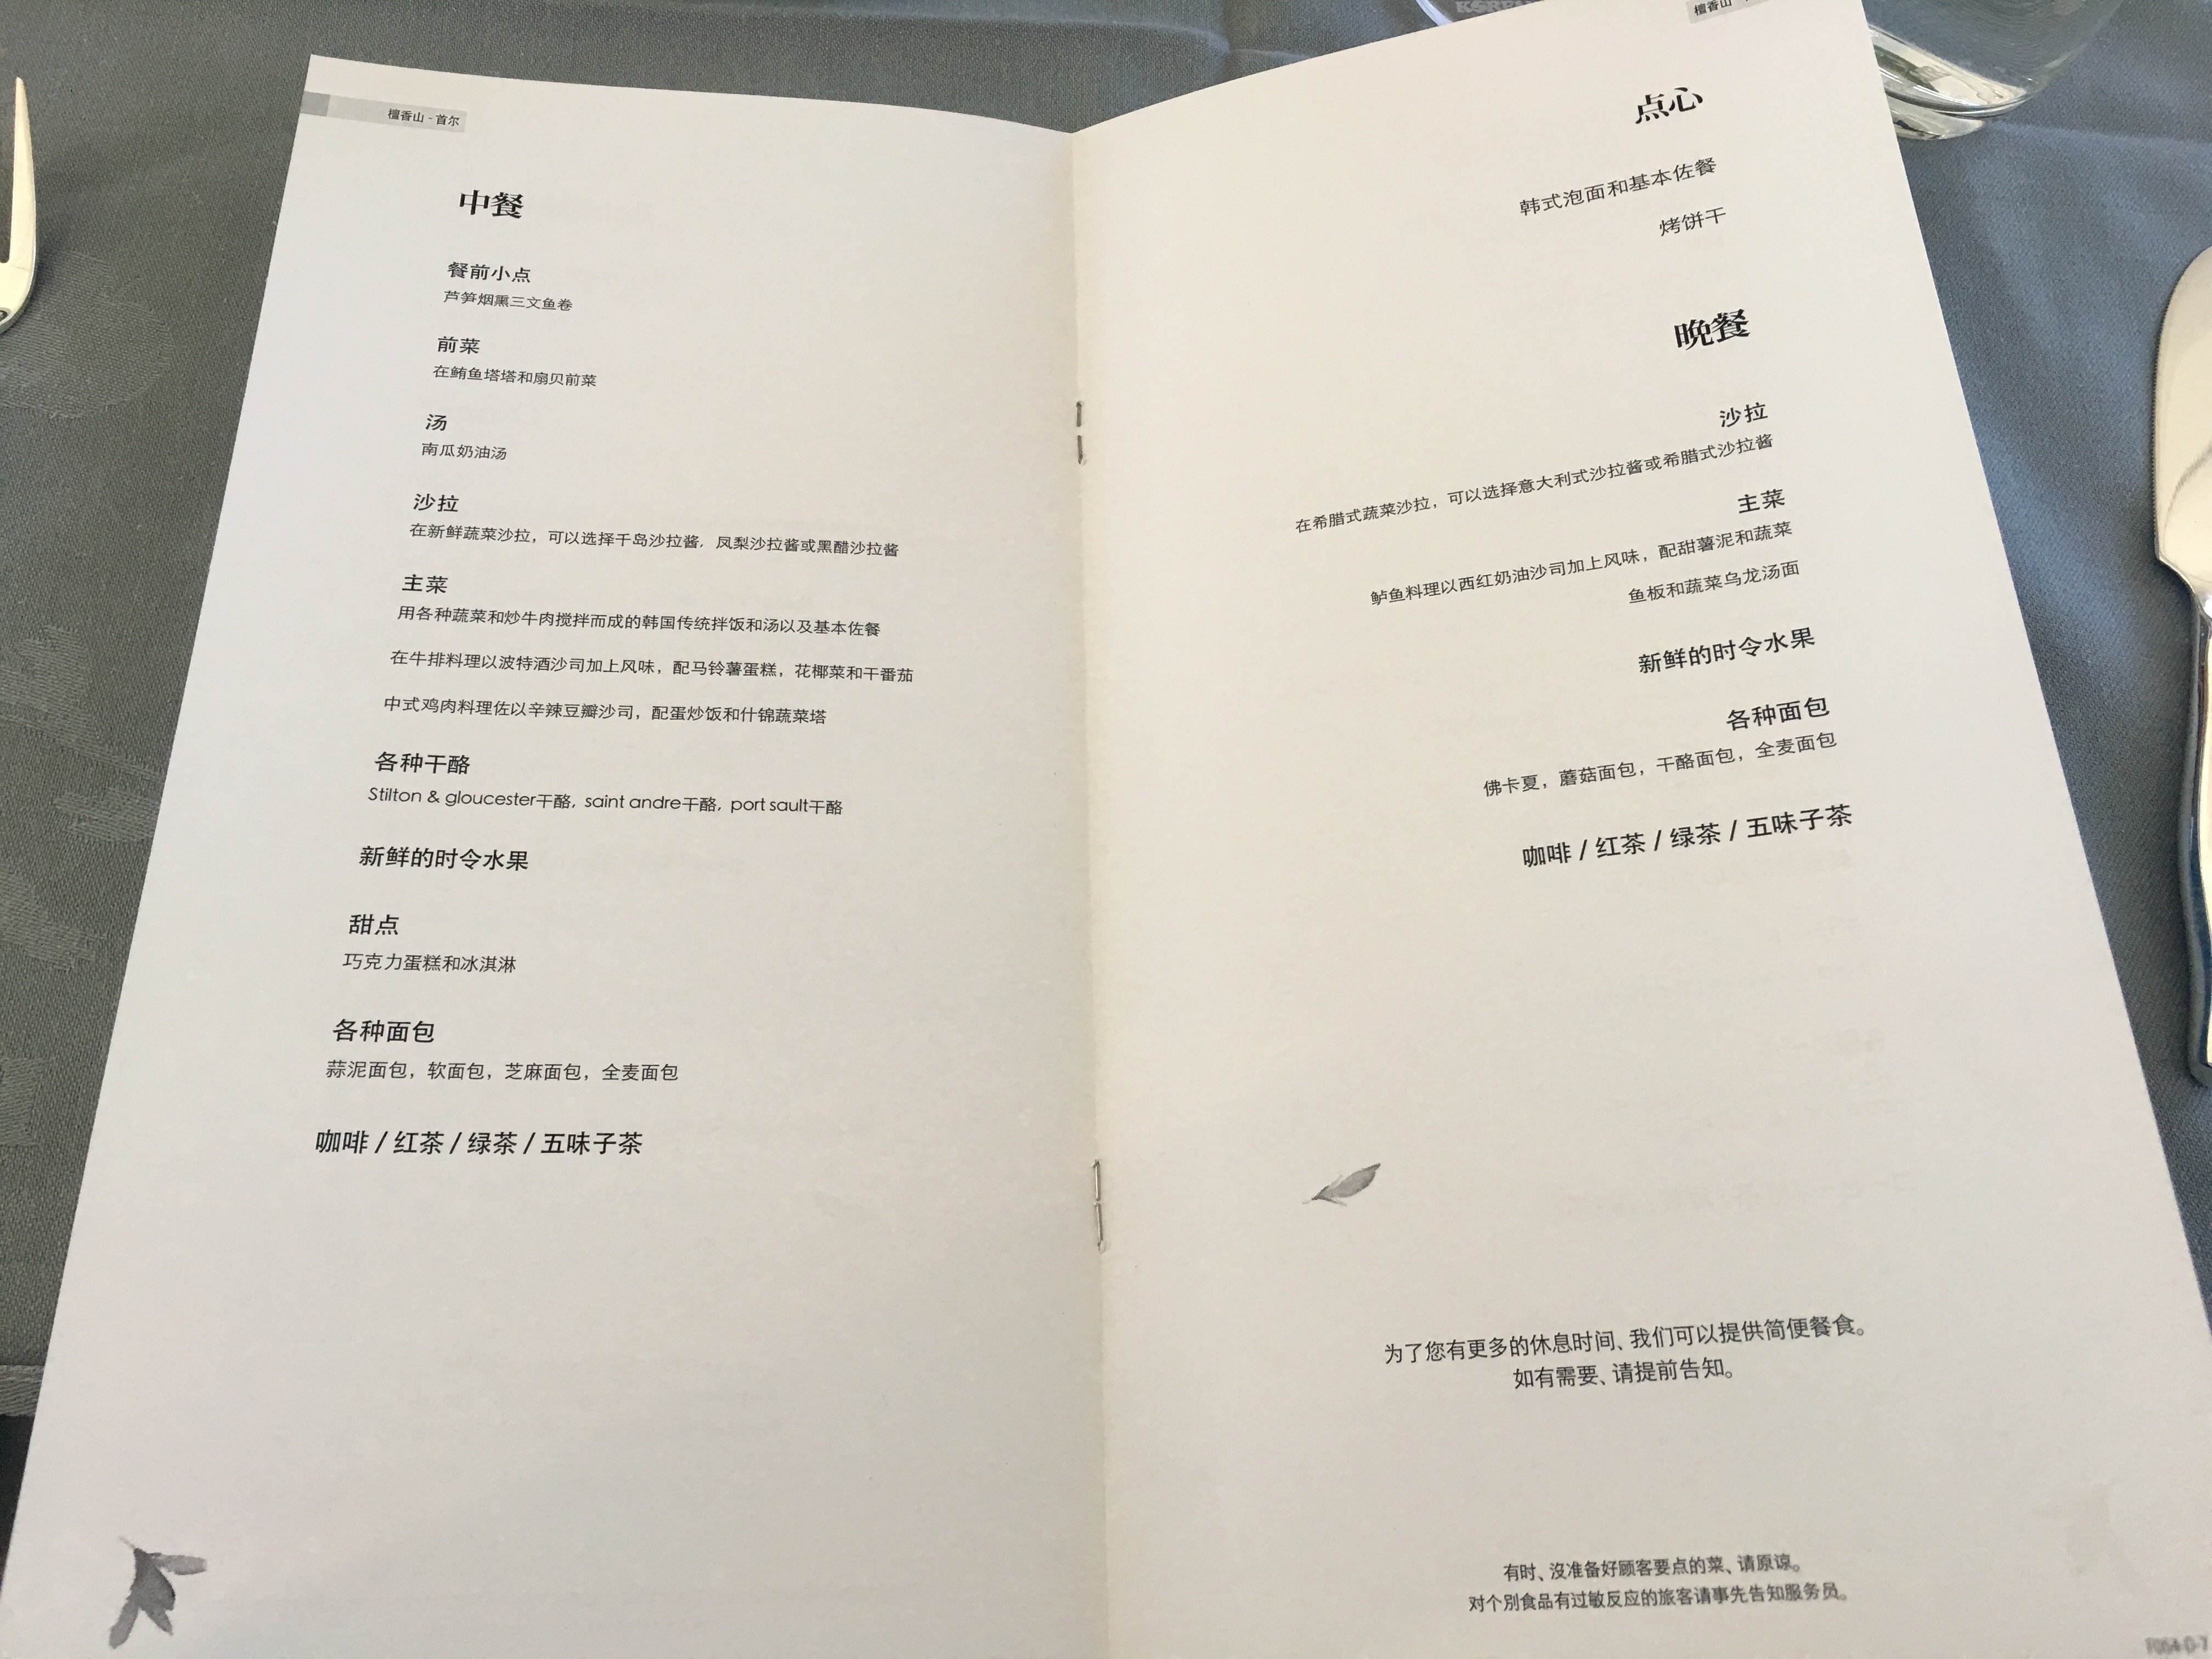 檀香山 - 首尔
中餐
餐前小点
芦笋烟熏三文鱼卷
前菜
在鲔鱼塔塔和扇贝前菜
汤
南瓜奶油汤
沙拉
在新鲜蔬菜沙拉，可以选择千岛沙拉酱，凤梨沙拉酱或黑醋沙拉酱
主菜
用各种蔬菜和炒牛肉搅拌而成的韩国传统拌饭和汤以及基本佐餐
在牛排料理以波特酒沙司加上风味，配马铃薯蛋糕，花椰菜和干番茄
中式鸡肉料理佐以辛辣豆瓣沙司，配蛋炒饭和什锦蔬菜塔
各种干酪
Stilton & gloucester干酪, saint andre干酪, port sault干酪
新鲜的时令水果
甜点
巧克力蛋糕和冰淇淋
各种面包
蒜泥面包，软面包，芝麻面包，全麦面包
咖啡 / 红茶 / 绿茶 / 五味子茶
檀香山
点心
韩式泡面和基本佐餐
烤饼干
晚餐
沙拉
在希腊式蔬菜沙拉，可以选择意大利式沙拉酱或希腊式沙拉酱
主菜
鲈鱼料理以西红奶油沙司加上风味，配甜薯泥和蔬菜
鱼板和蔬菜乌龙汤面
新鲜的时令水果
各种面包
佛卡夏，蘑菇面包，干酪面包，全麦面包
咖啡 / 红茶 / 绿茶 / 五味子茶
为了您有更多的休息时间、我们可以提供简便餐食。
如有需要、请提前告知。
有时、沒准备好顾客要点的菜、请原谅。
对个別食品有过敏反应的旅客请事先告知服务员。